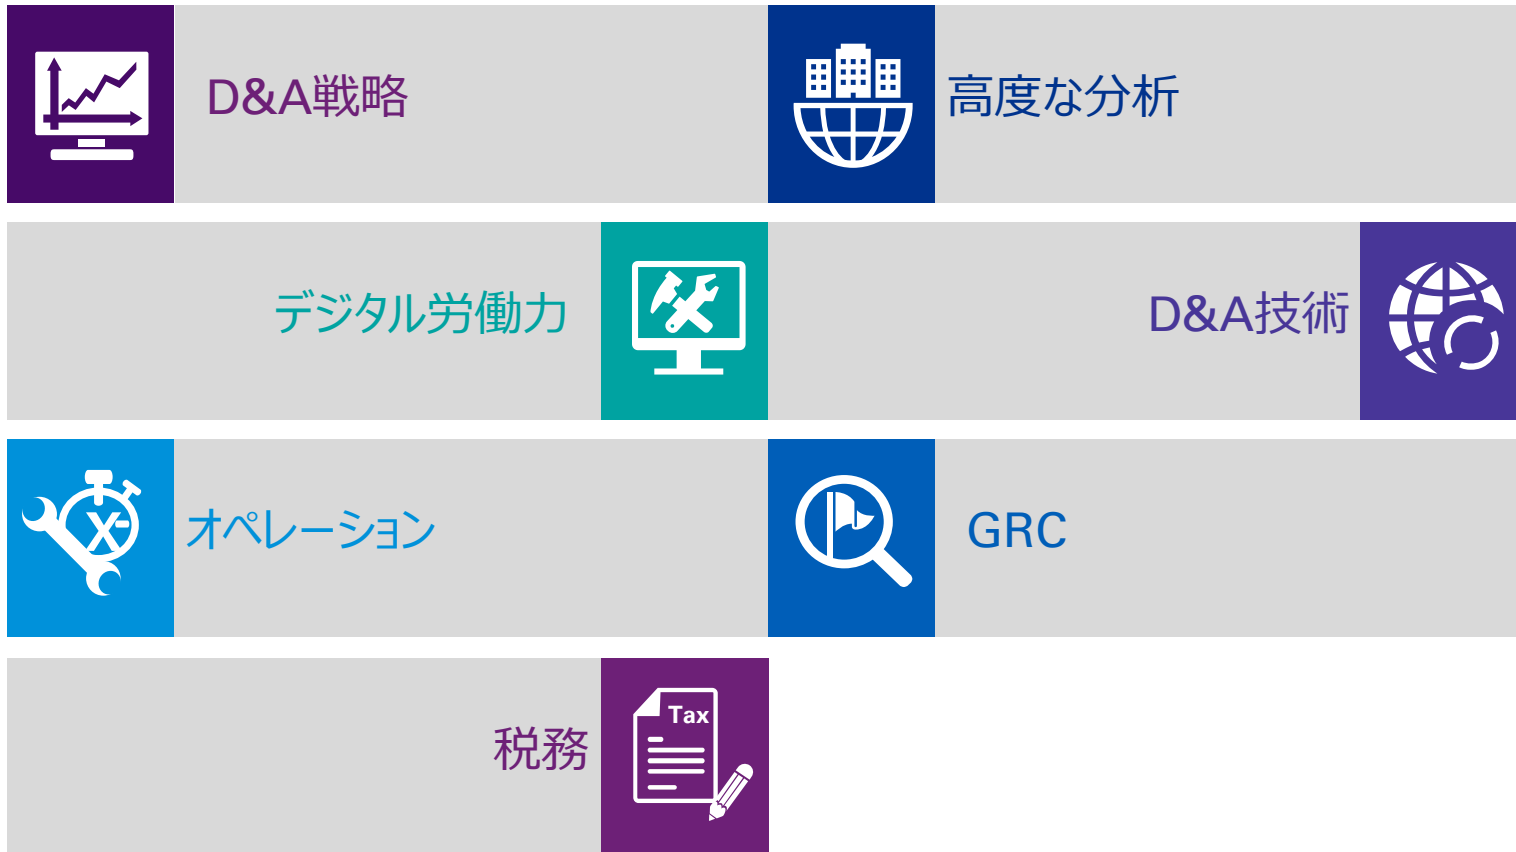 D&A戦略
高度な分析
デジタル労働力
D&A技術
オペレーション
X
GRC
税務
Tax